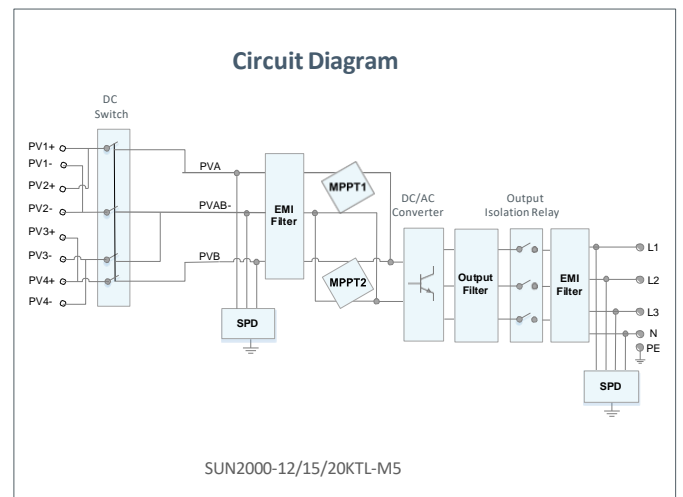 Circuit Diagram
DC
Switch
PV1+
PV1-
PV2+
PV2-
PV3+
PV3-
PV4+
PV4-
PVA
PVAB-
PVB
EMI
Filter
SPD
MPPT1
MPPT2
DC/AC
Converter
Output
Filter
Output
Isolation Relay
EMI
Filter
L1
L2
L3
N
PE
SPD
SUN2000-12/15/20KTL-M5